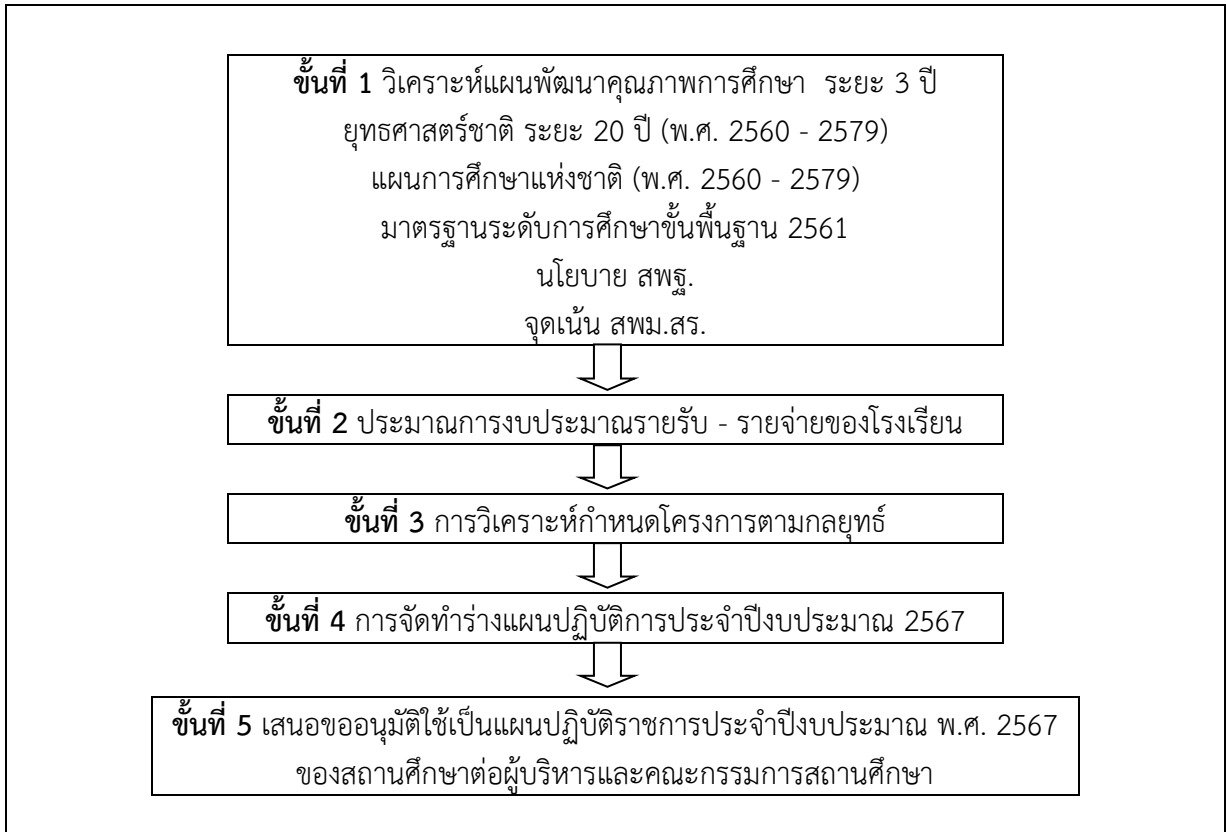 ขั้นที่ 1 วิเคราะห์แผนพัฒนาคุณภาพการศึกษา ระยะ 3 ปี
ยุทธศาสตร์ชาติ ระยะ 20 ปี (พ.ศ. 2560 - 2579)
แผนการศึกษาแห่งชาติ (พ.ศ. 2560 - 2579)
มาตรฐานระดับการศึกษาขั้นพื้นฐาน 2561
นโยบาย สพฐ.
จุดเน้น สพม.สร.
ขั้นที่ 2 ประมาณการงบประมาณรายรับ - รายจ่ายของโรงเรียน
ขั้นที่ 3 การวิเคราะห์กำหนดโครงการตามกลยุทธ์
ขั้นที่ 4 การจัดทำร่างแผนปฏิบัติการประจำปีงบประมาณ 2567
ขั้นที่ 5 เสนอขออนุมัติใช้เป็นแผนปฏิบัติราชการประจำปีงบประมาณ พ.ศ. 2567
ของสถานศึกษาต่อผู้บริหารและคณะกรรมการสถานศึกษา